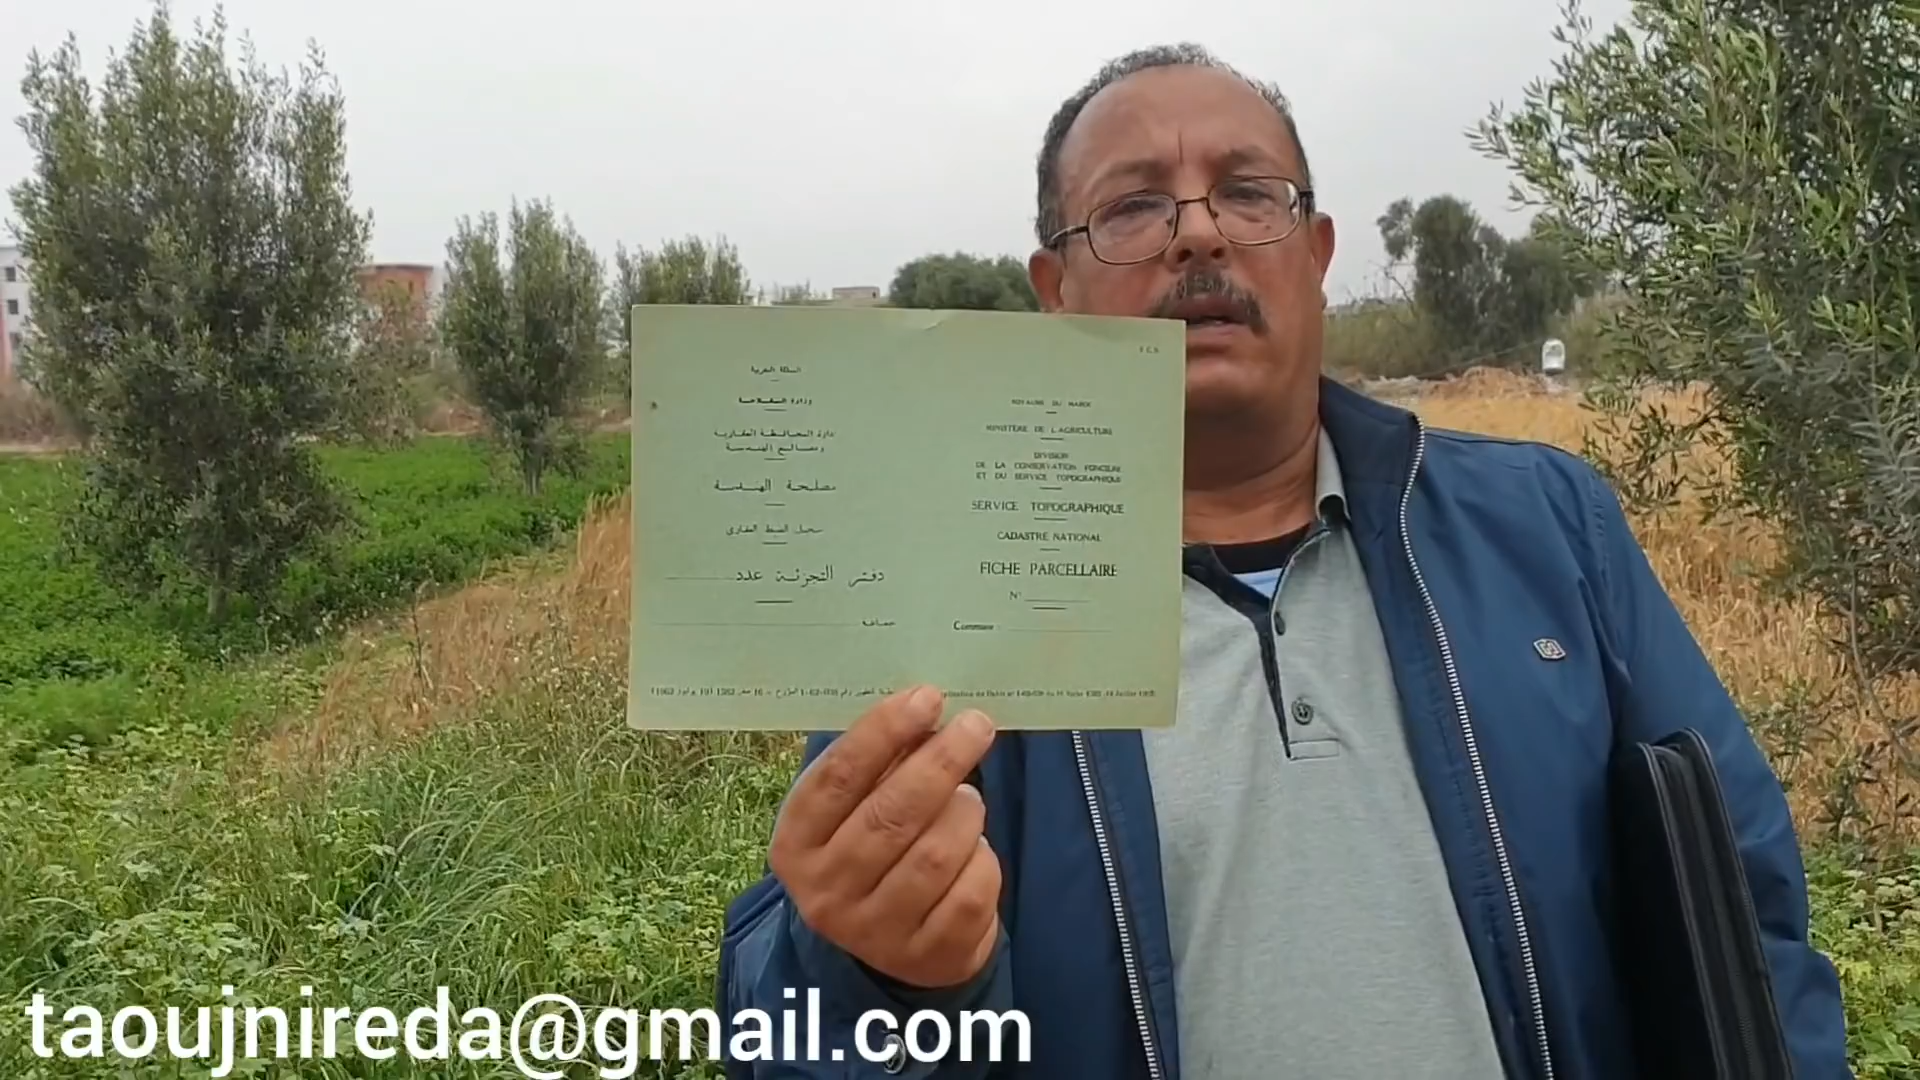 المملكة المغربية
وزارة الفلاحة
إدارة المحافظة العقارية
ومصالح الهندسة
مصلحة الهندسة
سجل الضبط العقاري
دفتر التجزئة عدد
جماعة
F. C. N.
ROYAUME DU MAROC
MINISTÈRE DE L'AGRICULTURE
DIVISION
DE LA CONSERVATION FONCIERE
ET DU SERVICE TOPOGRAPHIQUE
SERVICE TOPOGRAPHIQUE
CADASTRE NATIONAL
FICHE PARCELLAIRE
N°
Commune :
taoujnireda@gmail.com